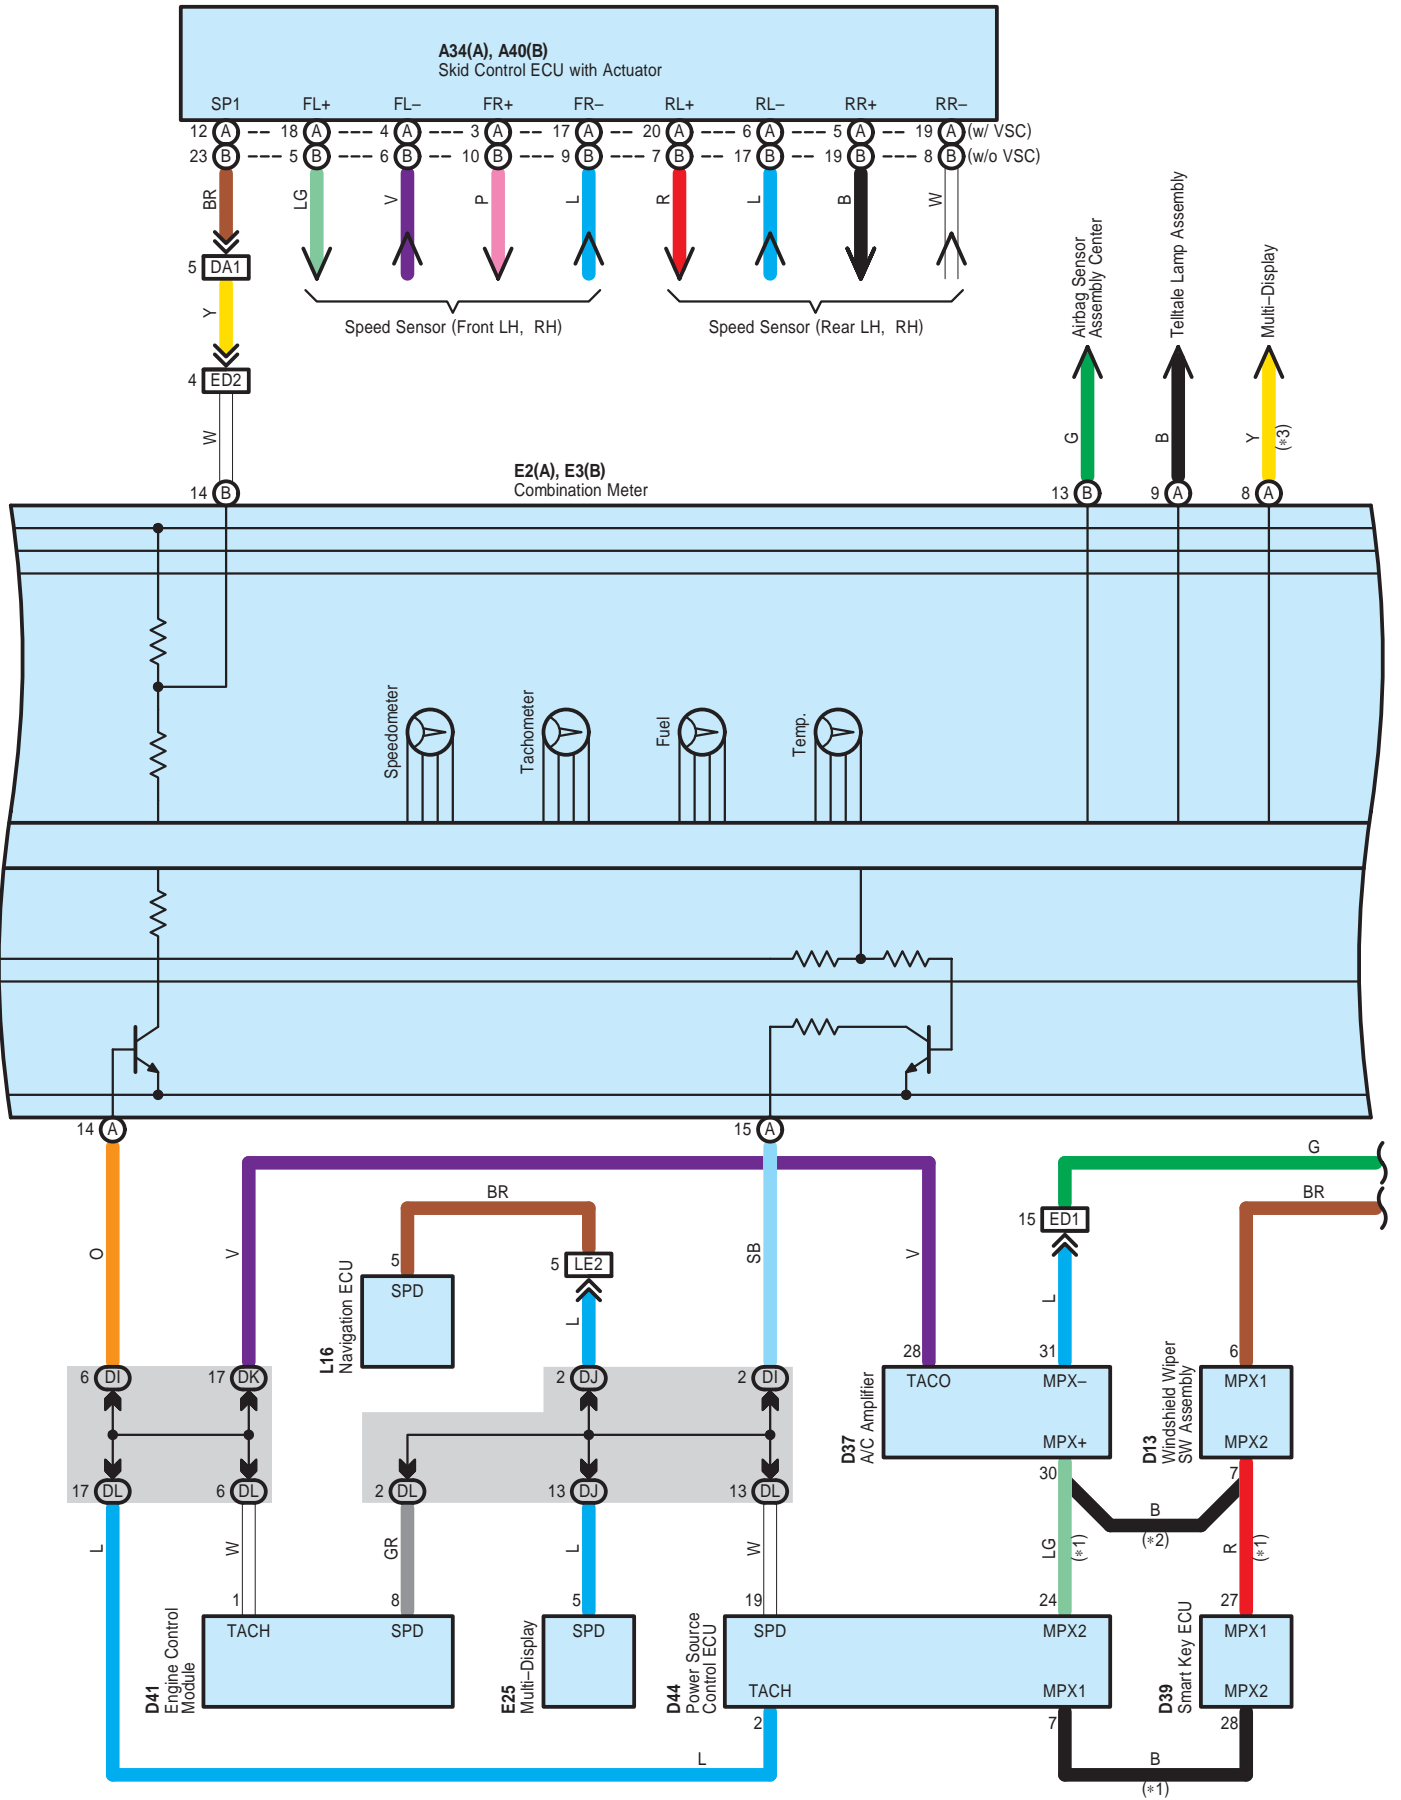 A34(A), A40(B)
Skid Control ECU with Actuator
SP1 FL+ FL– FR+ FR– RL+ RL– RR+ RR–
12 A 18 A 4 A 3 A 17 A 20 A 6 A 5 A 19 A (w/ VSC)
23 B 5 B 6 B 10 B 9 B 7 B 17 B 19 B 8 B (w/o VSC)
BR LG V P L R L B W
5 DA1
Speed Sensor (Front LH, RH)
Speed Sensor (Rear LH, RH)
Airbag Sensor
Assembly Center
Telltale Lamp Assembly
Multi–Display
Y
4 ED2
W
G B Y (*3)
E2(A), E3(B)
Combination Meter
14 B
13 B 9 A 8 A
Speedometer
Tachometer
Fuel
Temp.
14 A
15 A
G
BR
BR
15 ED1
O V SB V
5 LE2
5
SPD
L16
Navigation ECU
L
L
6 DI 17 DK 2 DJ 2 DI
28 31 6
TACO MPX–
MPX+
D37
A/C Amplifier
MPX1
MPX2
D13
Windshield Wiper
SW Assembly
30 7
17 DL 6 DL 2 DL 13 DJ 13 DL
B
(*2)
L W GR L W LG (*1) R (*1)
1 8 5 19 24 27
TACH SPD
D41
Engine Control
Module
SPD
E25
Multi–Display
SPD MPX2
TACH MPX1
D44
Power Source
Control ECU
MPX1
MPX2
D39
Smart Key ECU
2 7 28
L
B
(*1)